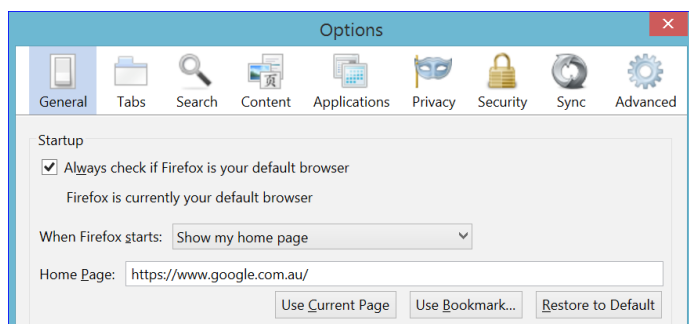 Options
General Tabs Search Content Applications Privacy Security Sync Advanced
Startup
Always check if Firefox is your default browser
Firefox is currently your default browser
When Firefox starts: Show my home page
Home Page: https://www.google.com.au/
Use Current Page Use Bookmark... Restore to Default